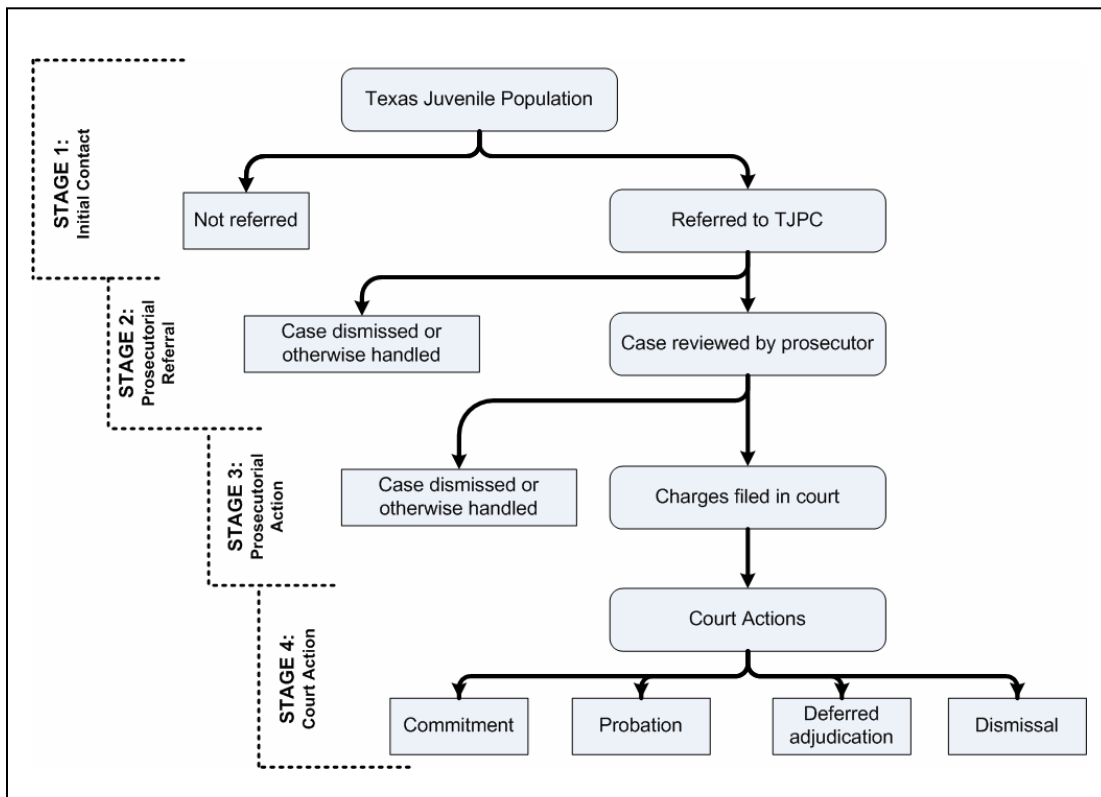 STAGE 1:
Initial Contact
Texas Juvenile Population
Not referred
Referred to TJPC
STAGE 2:
Prosecutorial
Referral
Case dismissed or
otherwise handled
Case reviewed by prosecutor
STAGE 3:
Prosecutorial
Action
Case dismissed or
otherwise handled
Charges filed in court
STAGE 4:
Court Action
Court Actions
Commitment
Probation
Deferred
adjudication
Dismissal